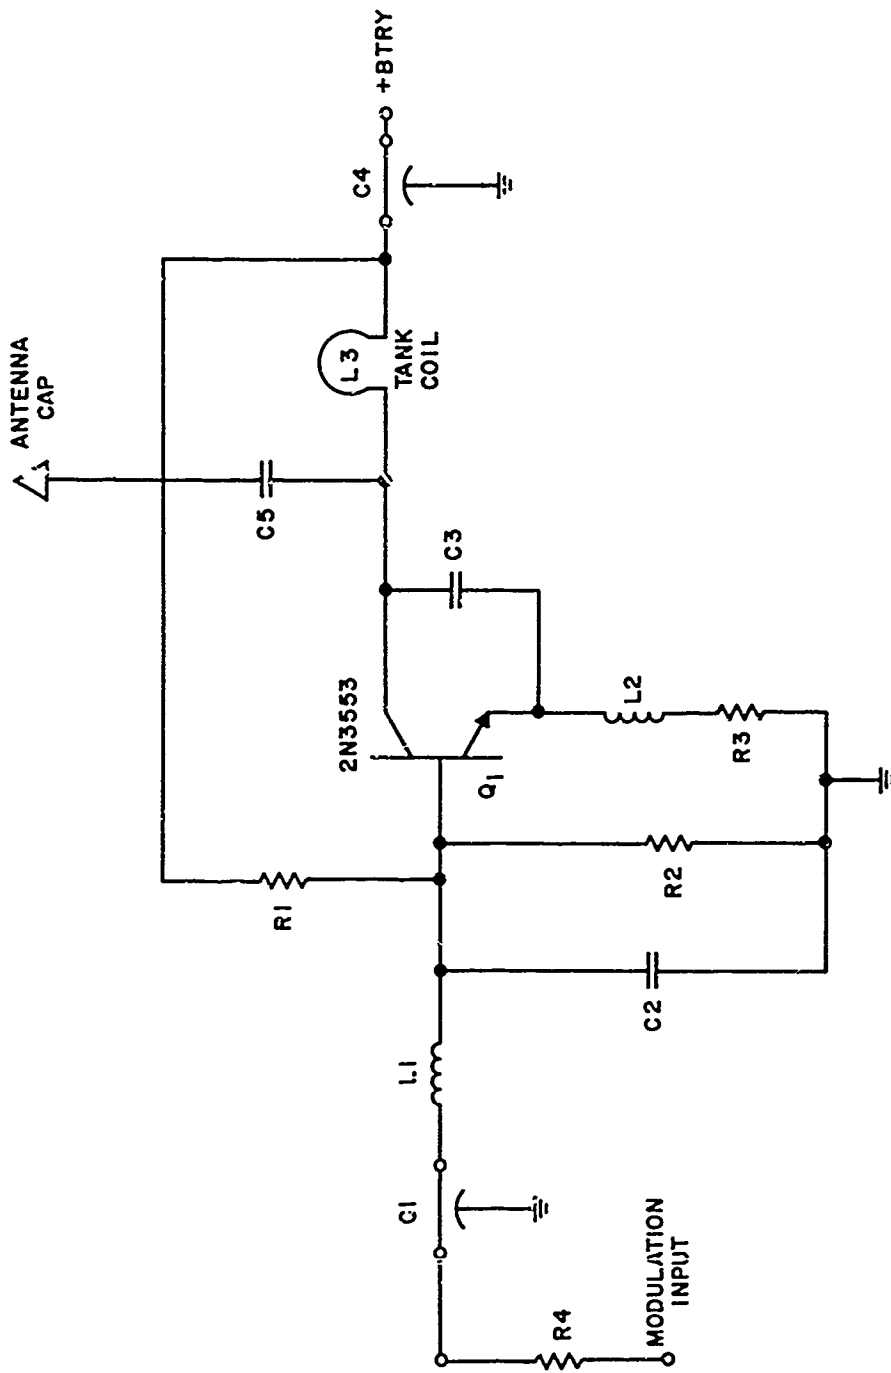 ANTENNA
CAP
+BTRY
C4
L3
TANK
COIL
C5
C3
2N3553
Q1
L2
R3
R1
R2
C2
L1
C1
R4
MODULATION
INPUT